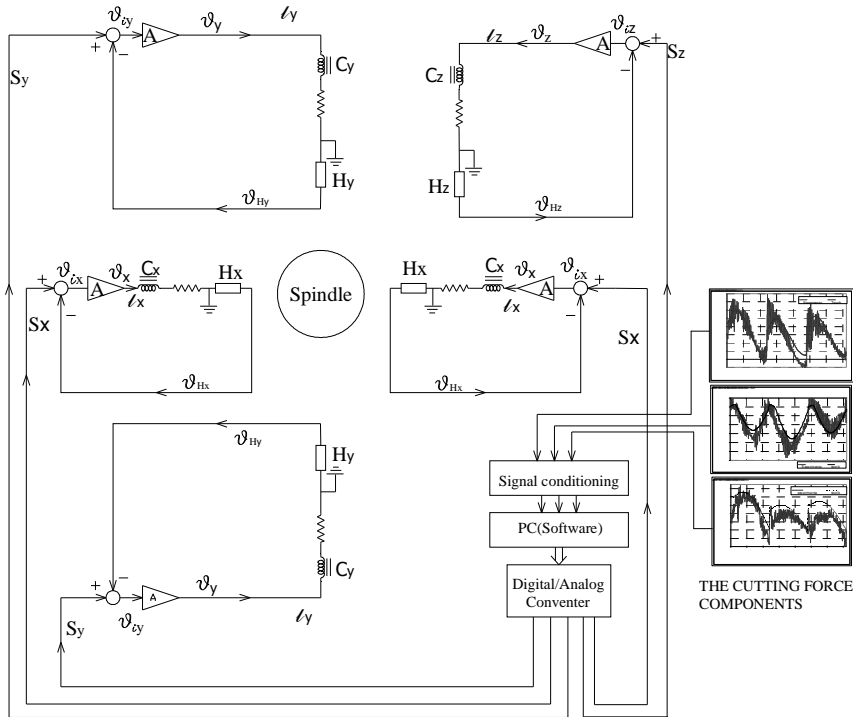 ϑiy A ϑy ℓy
+ − Sy Cy Hy ϑHy
ℓz ϑz A ϑiz
+ − Sz Cz Hz ϑHz
+ ϑix A ϑx Cx Hx
− ℓx Sx ϑHx
Spindle
Hx Cx ϑx ϑix +
A ℓx − Sx ϑHx
ϑHy Hy
Cy
+ − A ϑy
Sy ϑiy ℓy
Signal conditioning
PC(Software)
Digital/Analog
Conventer
THE CUTTING FORCE
COMPONENTS